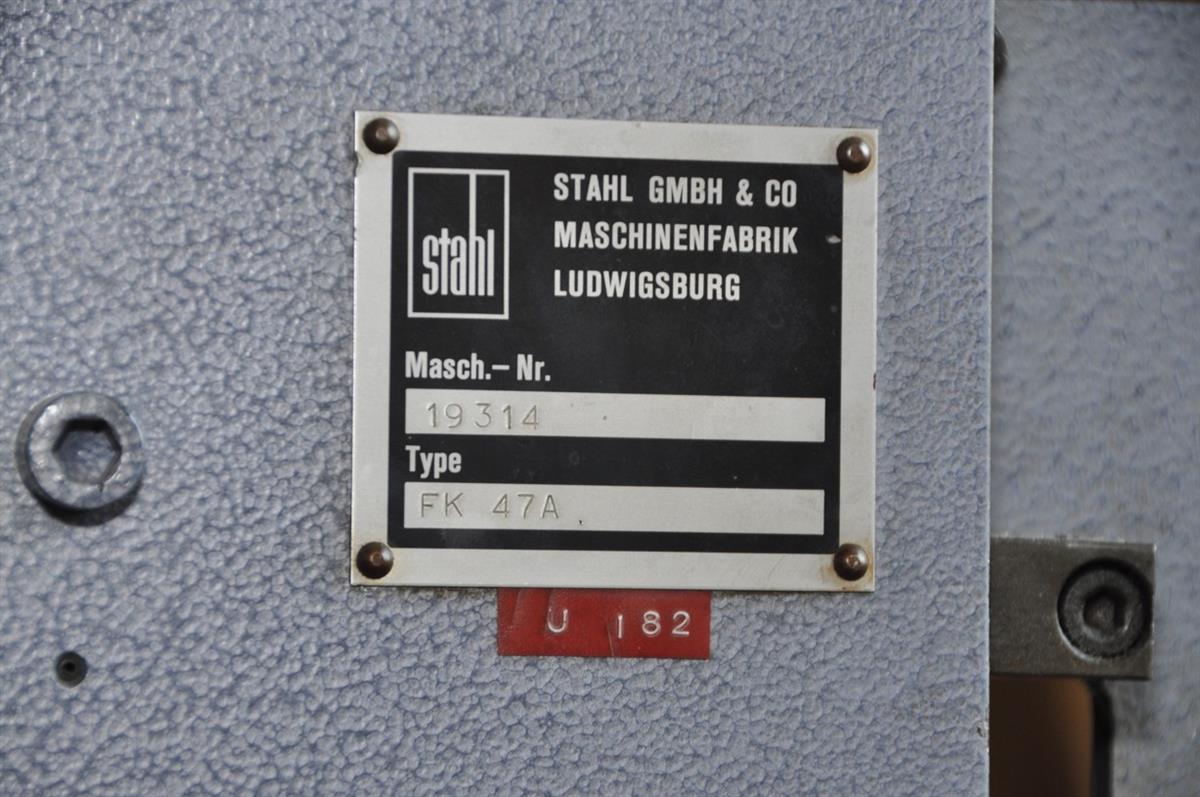 stahl
STAHL GMBH & CO
MASCHINENFABRIK
LUDWIGSBURG
Masch.– Nr.
19314
Type
FK 47A
U 182